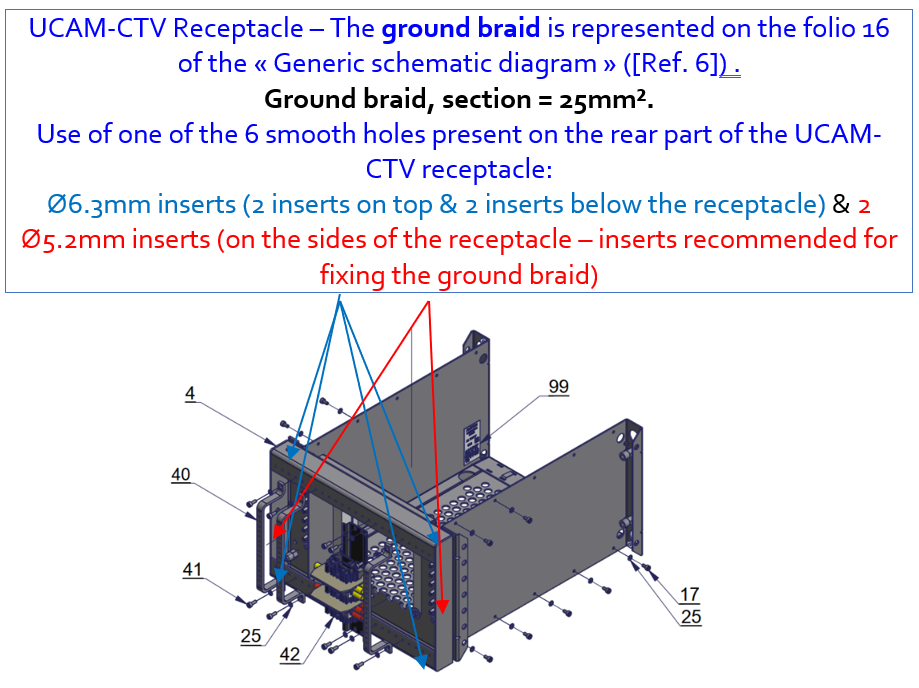 UCAM-CTV Receptacle – The ground braid is represented on the folio 16
of the « Generic schematic diagram » ([Ref. 6]) .
Ground braid, section = 25mm².
Use of one of the 6 smooth holes present on the rear part of the UCAM-
CTV receptacle:
Ø6.3mm inserts (2 inserts on top & 2 inserts below the receptacle) & 2
Ø5.2mm inserts (on the sides of the receptacle – inserts recommended for
fixing the ground braid)
4
99
40
41
17
25
25
42